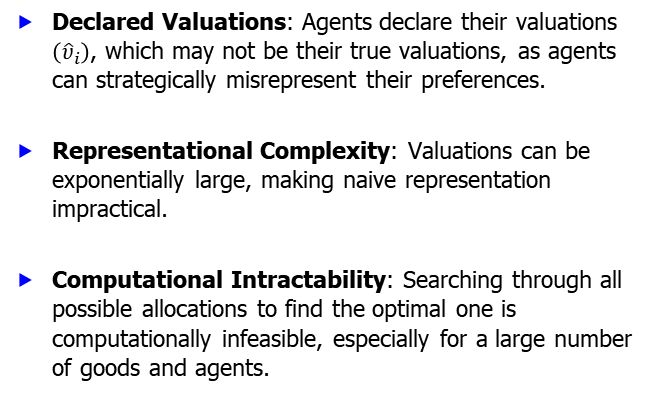 ► Declared Valuations: Agents declare their valuations
(v̂ᵢ), which may not be their true valuations, as agents
can strategically misrepresent their preferences.
► Representational Complexity: Valuations can be
exponentially large, making naive representation
impractical.
► Computational Intractability: Searching through all
possible allocations to find the optimal one is
computationally infeasible, especially for a large number
of goods and agents.